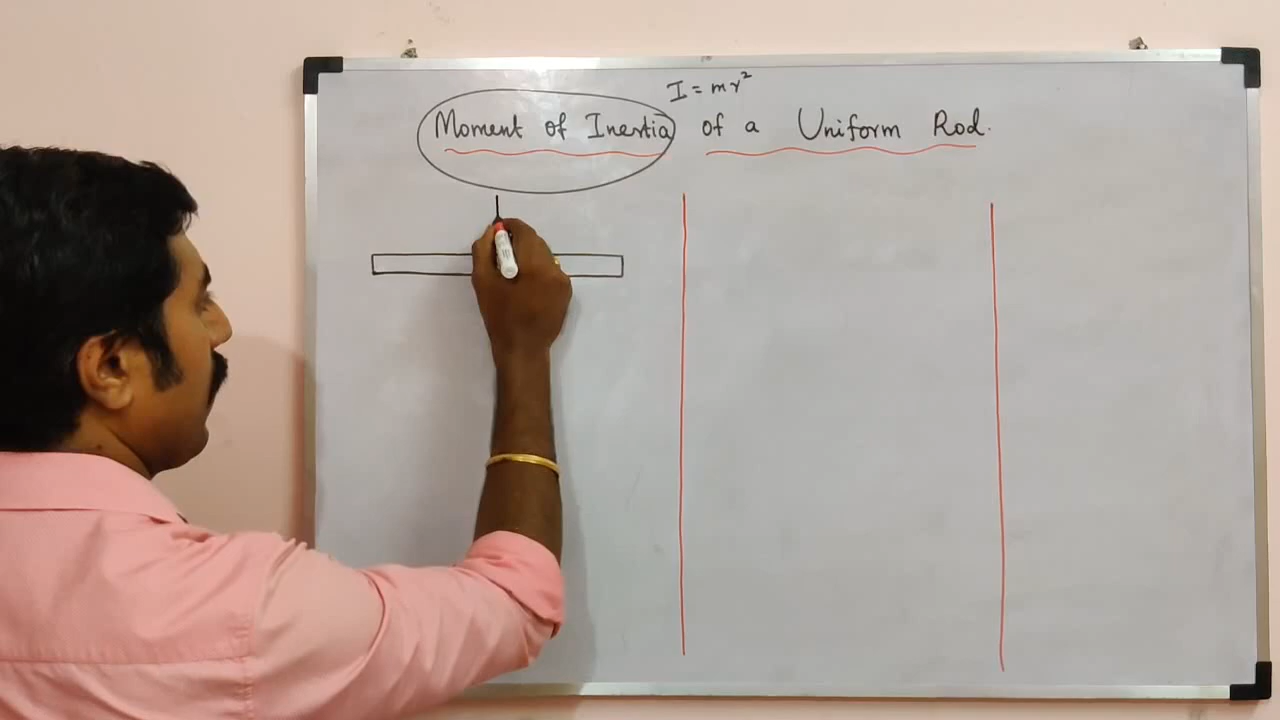 I = mr²
Moment of Inertia of a Uniform Rod.